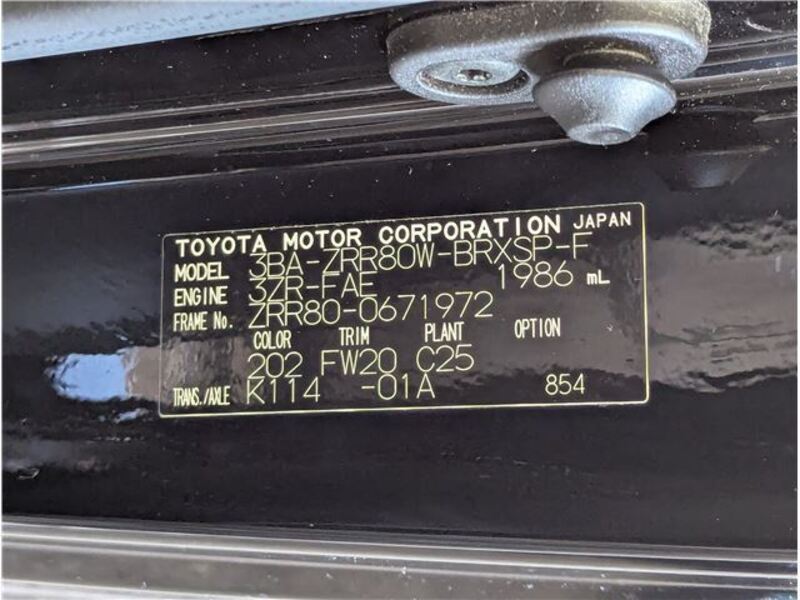 TOYOTA MOTOR CORPORATION JAPAN
MODEL 3BA-ZRR80W-BRXSP-F
ENGINE 3ZR-FAE 1986 mL
FRAME No. ZRR80-0671972
COLOR TRIM PLANT OPTION
202 FW20 C25
TRANS./AXLE K114 -01A 854